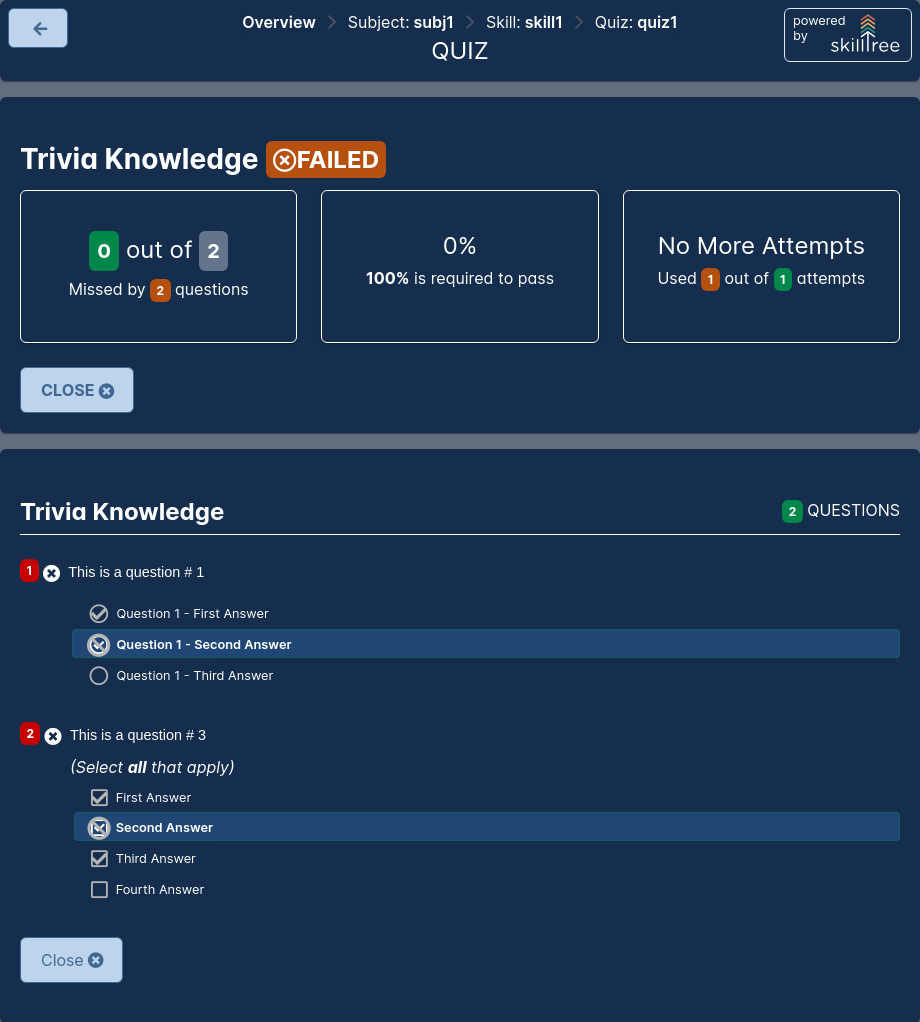 Overview Subject: subj1 Skill: skill1 Quiz: quiz1
QUIZ
powered by skilltree
Trivia Knowledge FAILED
0 out of 2
Missed by 2 questions
0%
100% is required to pass
No More Attempts
Used 1 out of 1 attempts
CLOSE
Trivia Knowledge
2 QUESTIONS
1 This is a question # 1
Question 1 - First Answer
Question 1 - Second Answer
Question 1 - Third Answer
2 This is a question # 3
(Select all that apply)
First Answer
Second Answer
Third Answer
Fourth Answer
Close